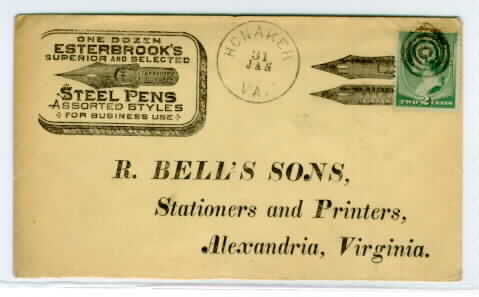 ONE DOZEN
ESTERBROOK'S
SUPERIOR AND SELECTED
STEEL PENS
ASSORTED STYLES
FOR BUSINESS USE
HONAKER
31
JAN
VA.
TWO 2 CENTS
R. BELL'S SONS,
Stationers and Printers,
Alexandria, Virginia.